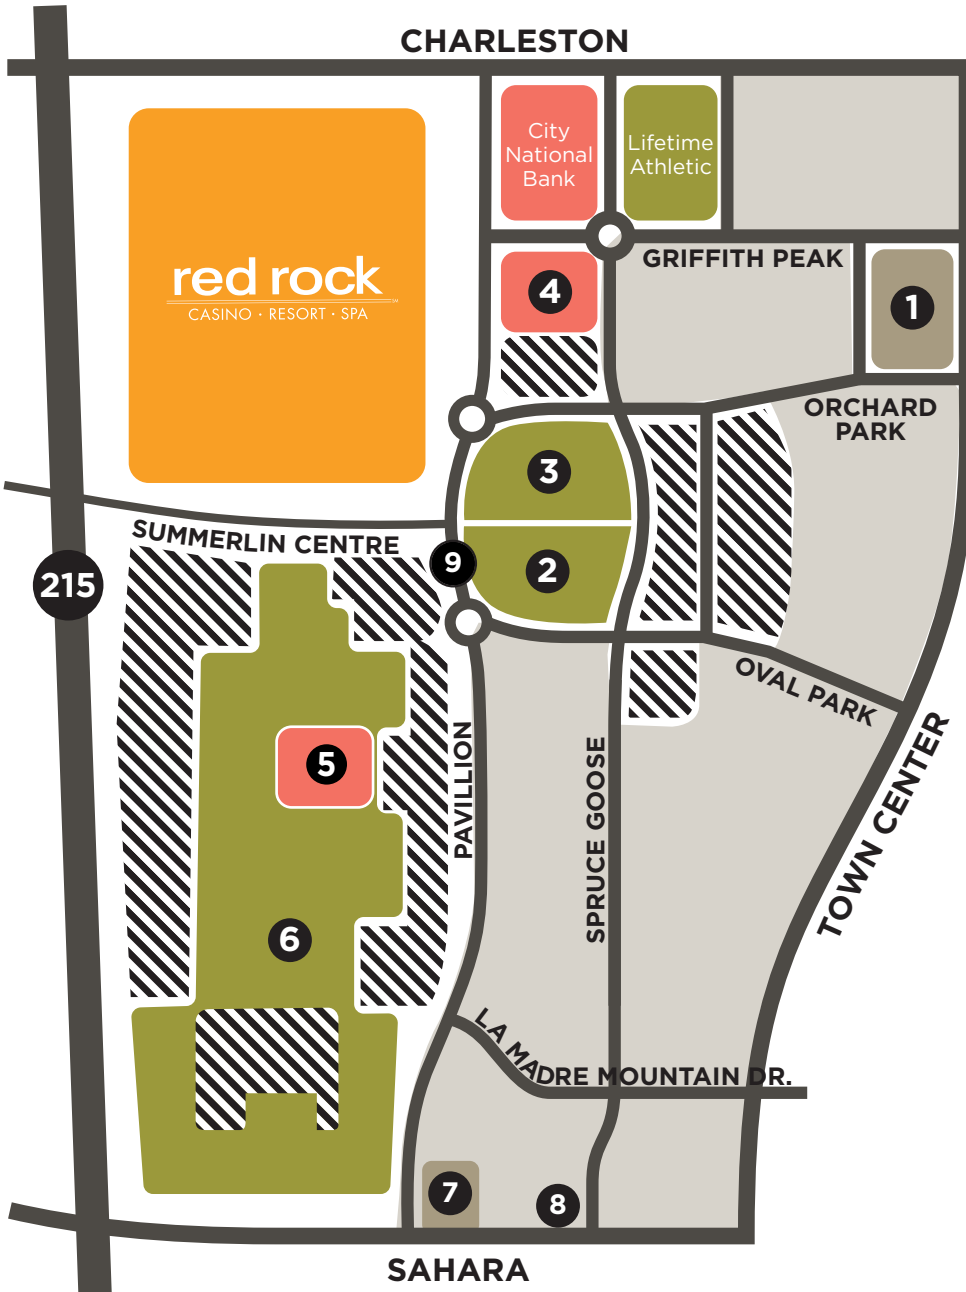 CHARLESTON
City
National
Bank
Lifetime
Athletic
GRIFFITH PEAK
red rock
CASINO · RESORT · SPA
4
1
ORCHARD
PARK
3
SUMMERLIN CENTRE
9
2
215
OVAL PARK
PAVILLION
SPRUCE GOOSE
TOWN CENTER
5
6
LA MADRE MOUNTAIN DR.
7
8
SAHARA